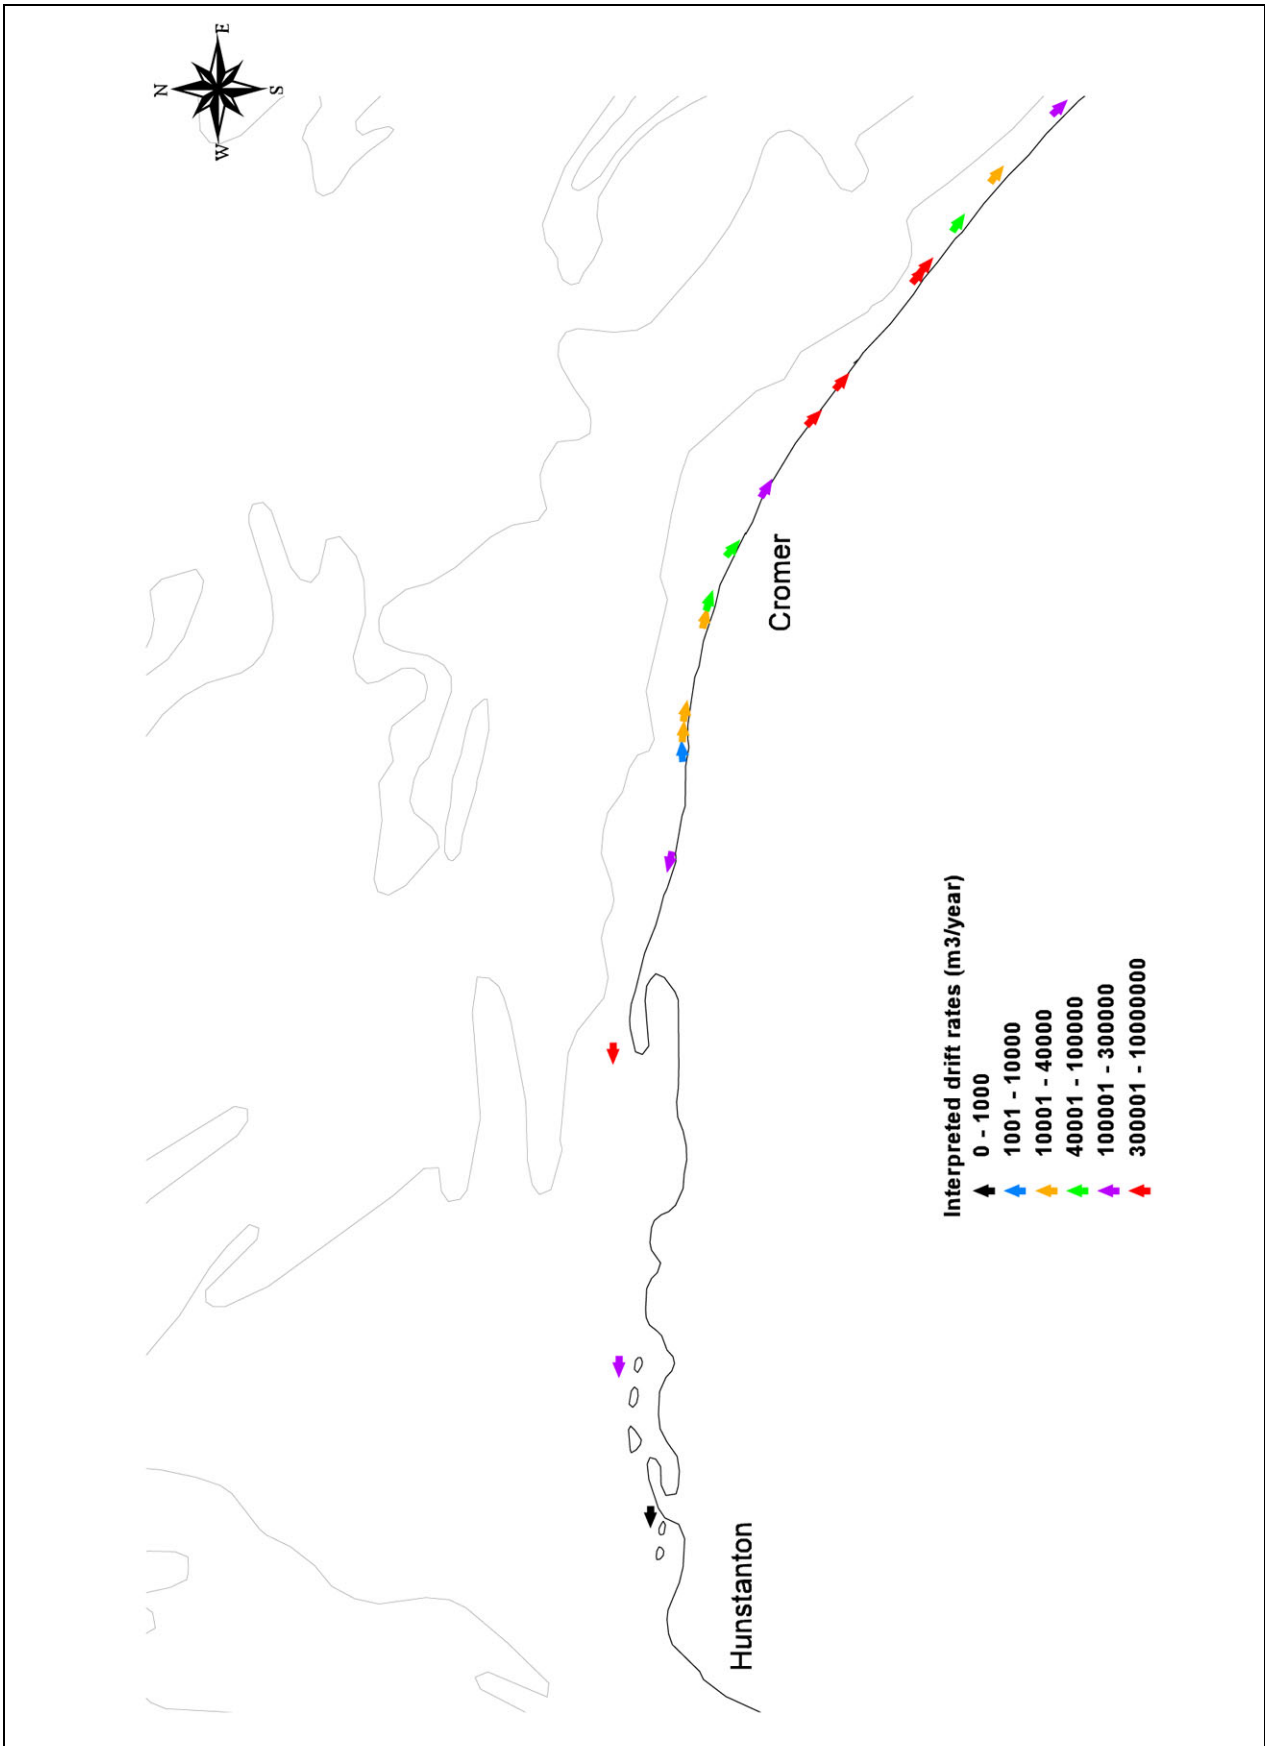 N
E
S
W
Cromer
Hunstanton
Interpreted drift rates (m3/year)
0 - 1000
1001 - 10000
10001 - 40000
40001 - 100000
100001 - 300000
300001 - 10000000